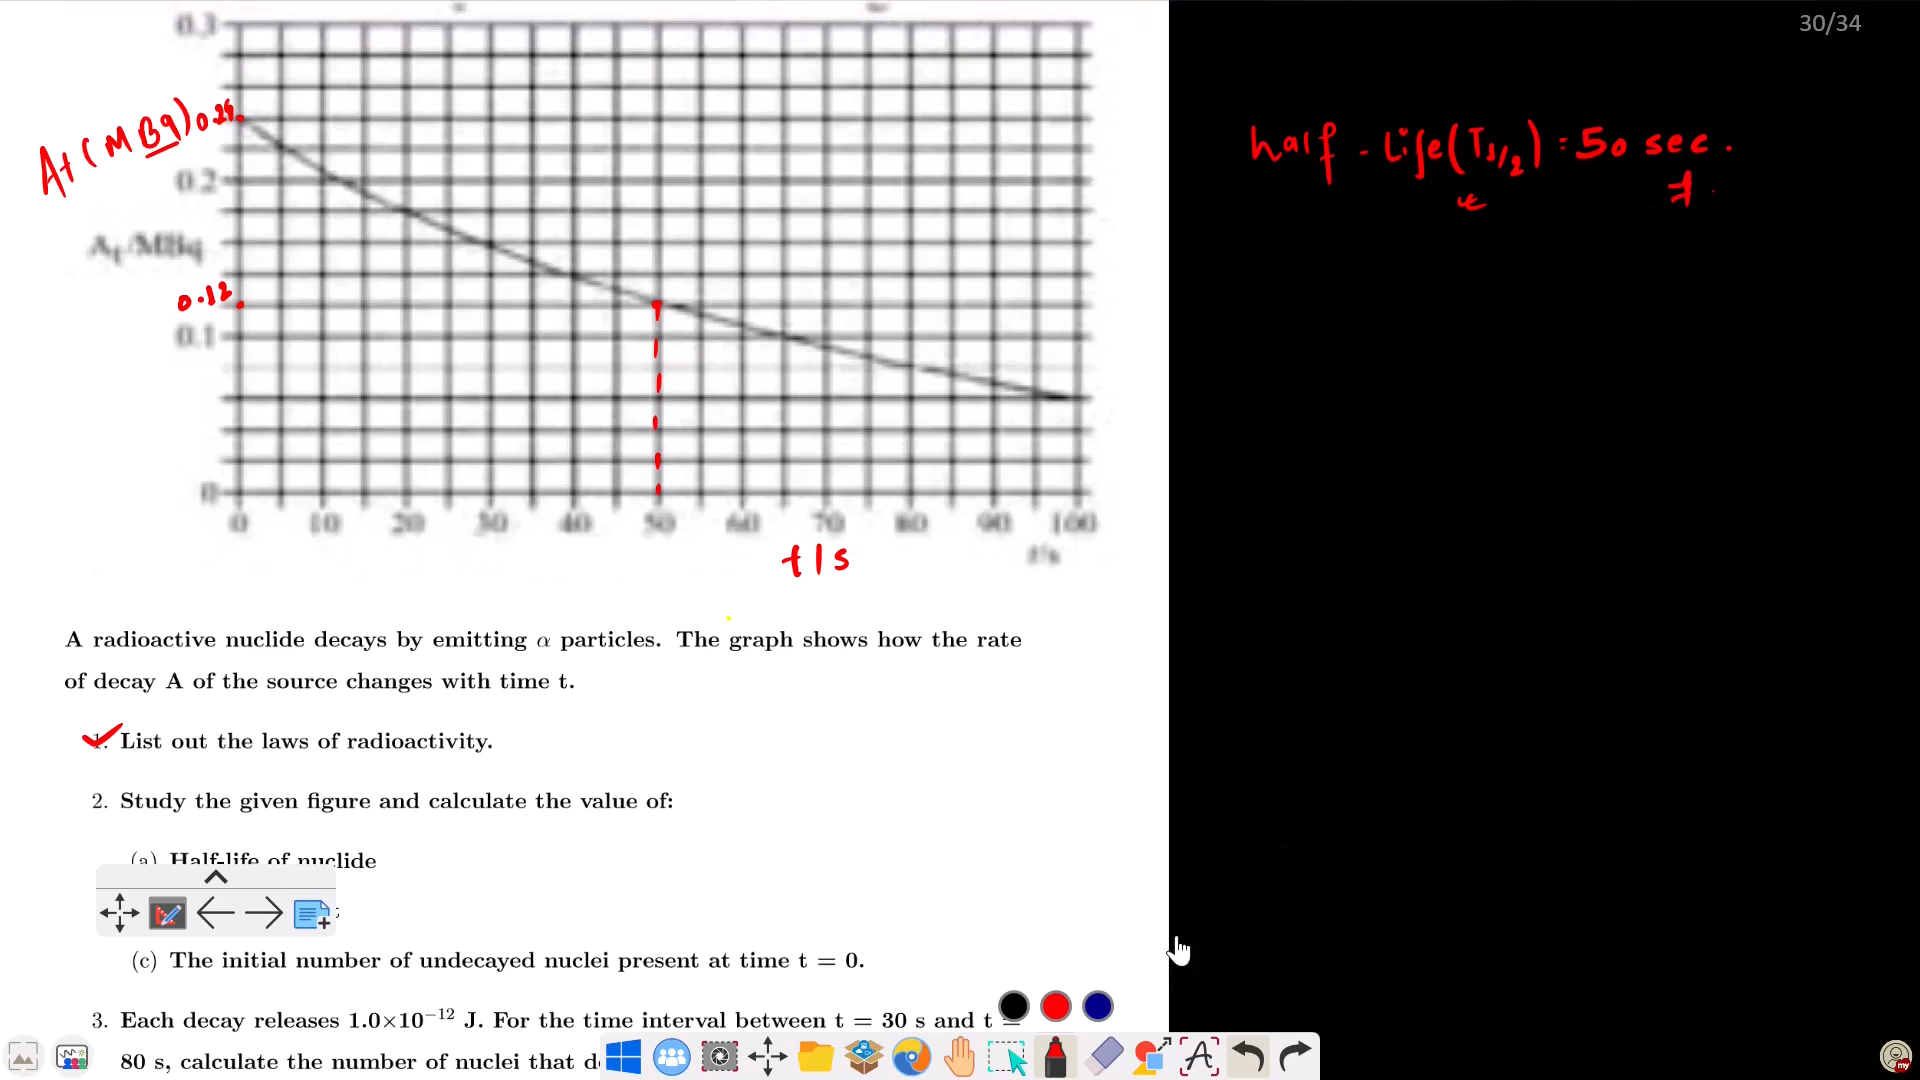 30/34
0.3
At (MBq) 0.24
half - Life (T1/2) = 50 sec.
0.2
At/MBq
0.12
0.1
0
0 10 20 30 40 50 60 70 80 90 100
t/s
t/s
A radioactive nuclide decays by emitting α particles. The graph shows how the rate
of decay A of the source changes with time t.
1. List out the laws of radioactivity.
2. Study the given figure and calculate the value of:
(a) Half-life of nuclide
(c) The initial number of undecayed nuclei present at time t = 0.
3. Each decay releases 1.0×10⁻¹² J. For the time interval between t = 30 s and t =
80 s, calculate the number of nuclei that